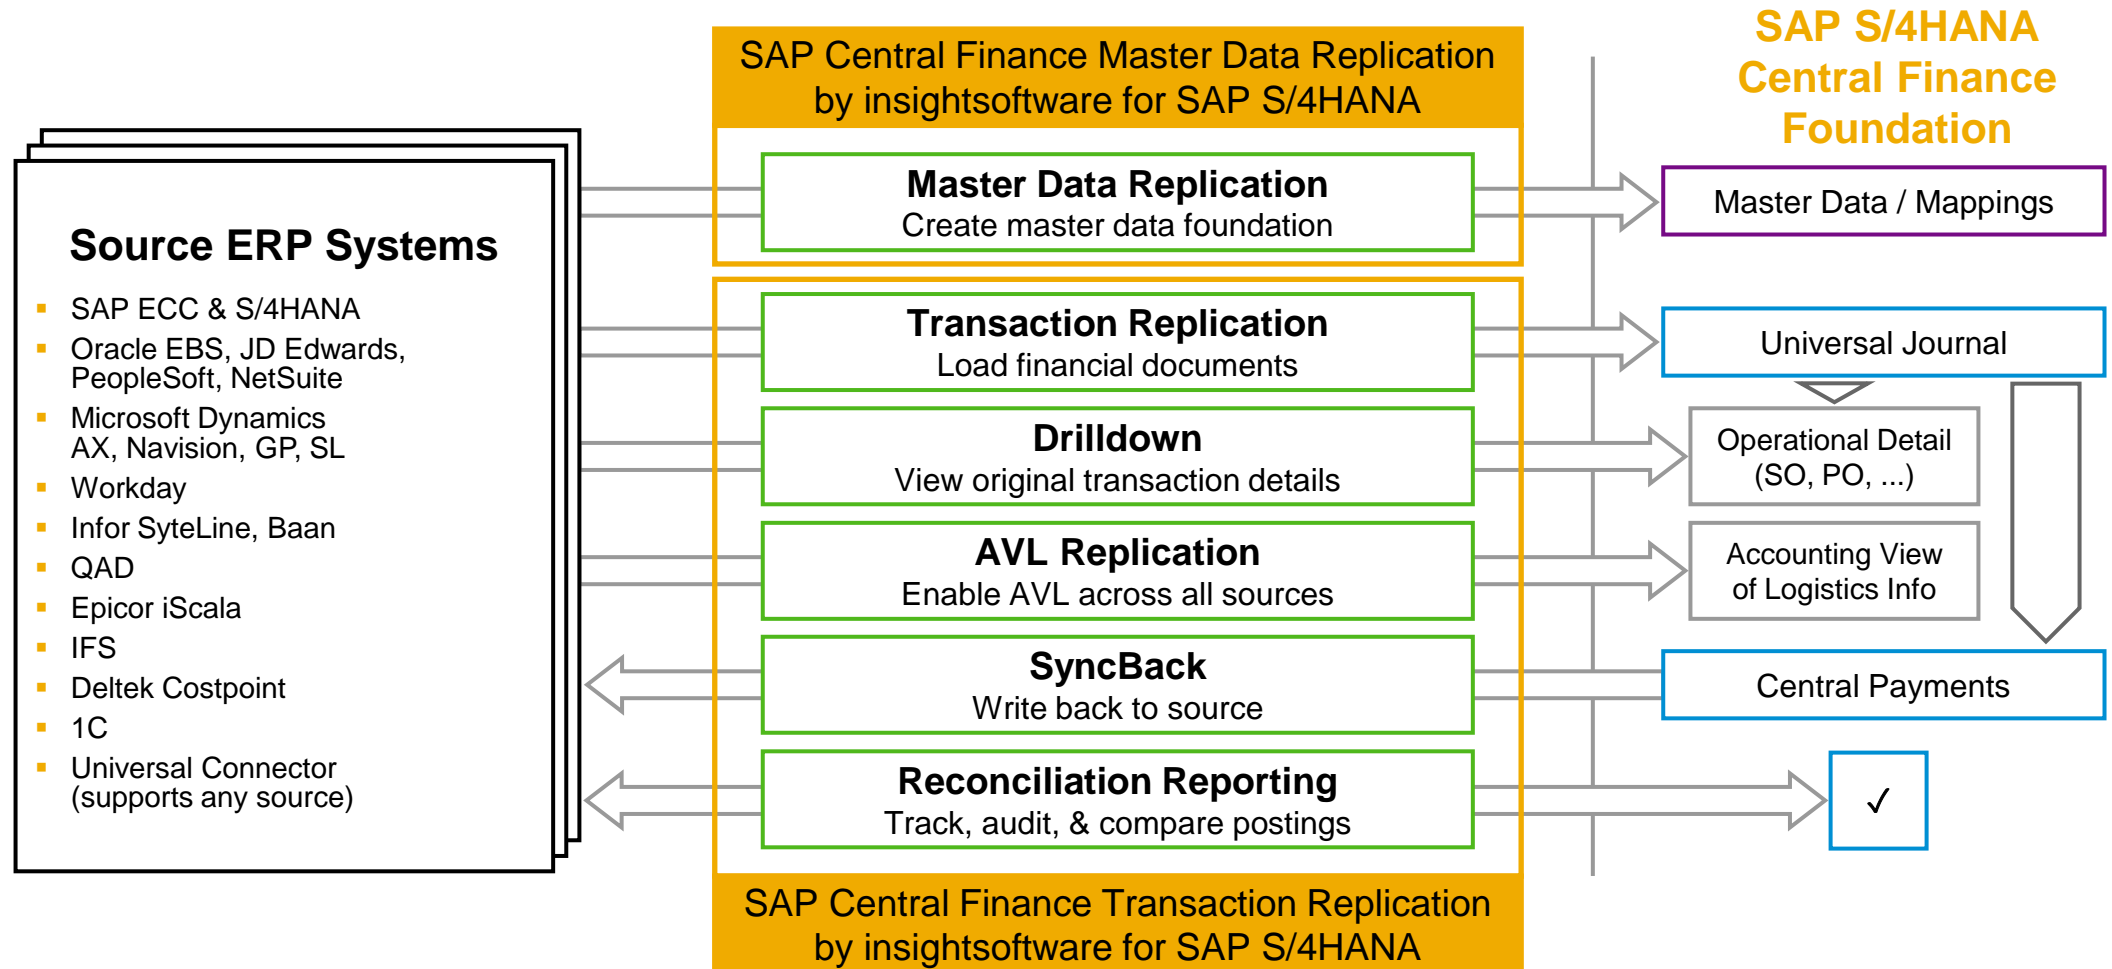 SAP Central Finance Master Data Replication
by insightsoftware for SAP S/4HANA
SAP S/4HANA
Central Finance
Foundation
Source ERP Systems
▪ SAP ECC & S/4HANA
▪ Oracle EBS, JD Edwards,
PeopleSoft, NetSuite
▪ Microsoft Dynamics
AX, Navision, GP, SL
▪ Workday
▪ Infor SyteLine, Baan
▪ QAD
▪ Epicor iScala
▪ IFS
▪ Deltek Costpoint
▪ 1C
▪ Universal Connector
(supports any source)
Master Data Replication
Create master data foundation
Master Data / Mappings
Transaction Replication
Load financial documents
Universal Journal
Drilldown
View original transaction details
Operational Detail
(SO, PO, ...)
AVL Replication
Enable AVL across all sources
Accounting View
of Logistics Info
SyncBack
Write back to source
Central Payments
Reconciliation Reporting
Track, audit, & compare postings
✓
SAP Central Finance Transaction Replication
by insightsoftware for SAP S/4HANA